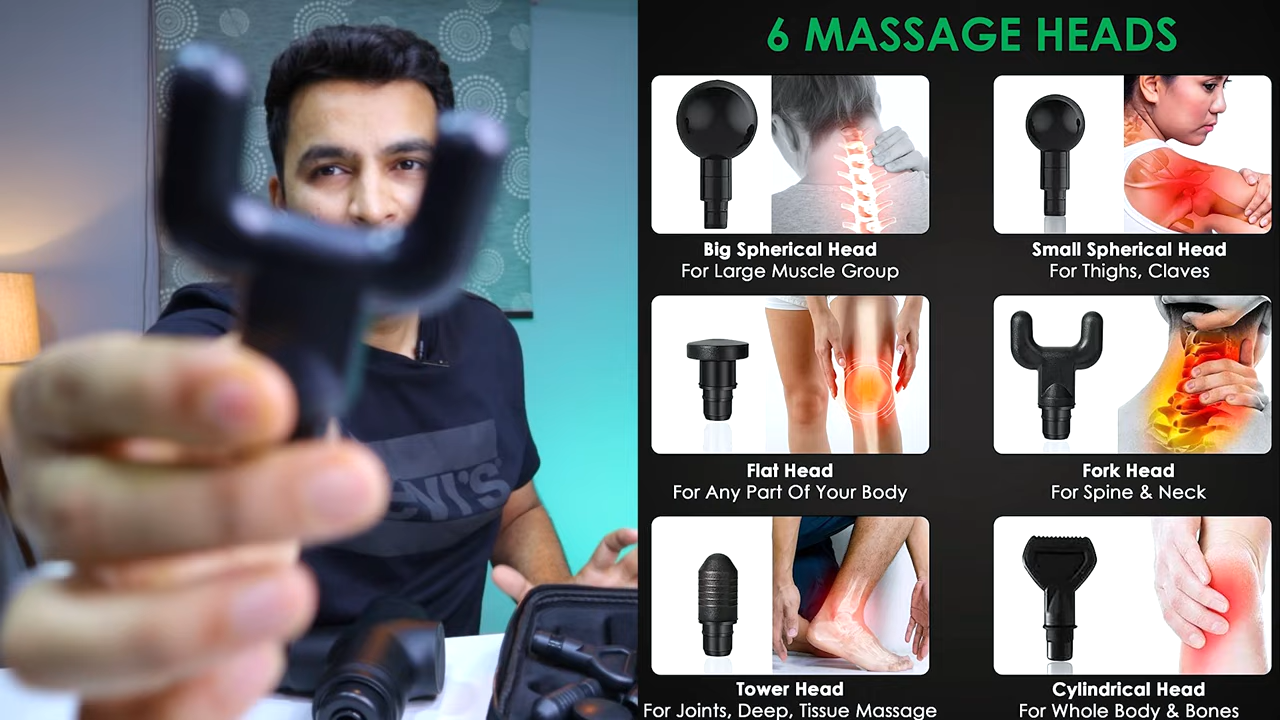 6 MASSAGE HEADS
Big Spherical Head
For Large Muscle Group
Small Spherical Head
For Thighs, Claves
Flat Head
For Any Part Of Your Body
Fork Head
For Spine & Neck
Tower Head
For Joints, Deep, Tissue Massage
Cylindrical Head
For Whole Body & Bones